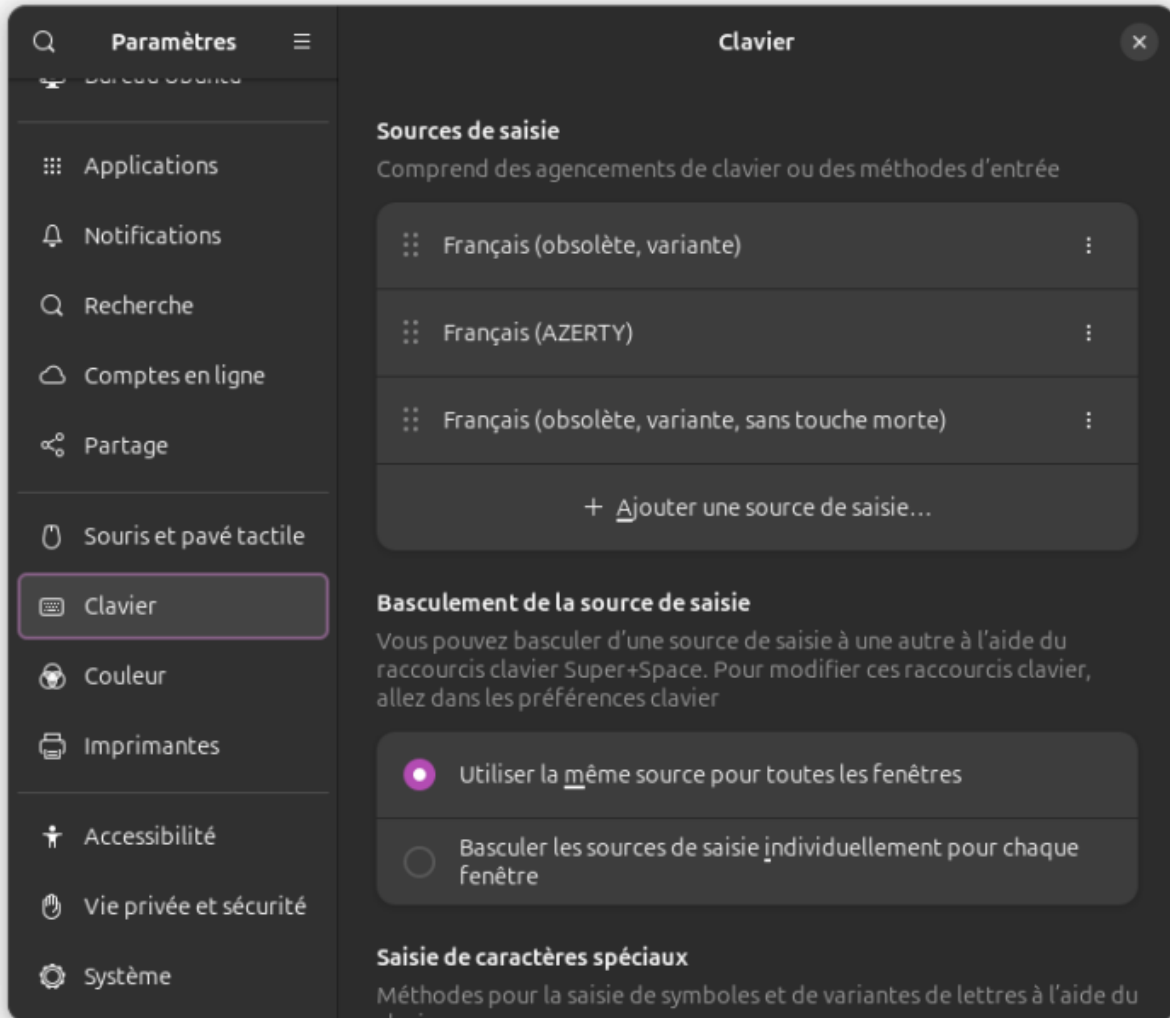 Paramètres
Clavier
Bureau Ubuntu
Applications
Notifications
Recherche
Comptes en ligne
Partage
Souris et pavé tactile
Clavier
Couleur
Imprimantes
Accessibilité
Vie privée et sécurité
Système
Sources de saisie
Comprend des agencements de clavier ou des méthodes d'entrée
Français (obsolète, variante)
Français (AZERTY)
Français (obsolète, variante, sans touche morte)
+ Ajouter une source de saisie…
Basculement de la source de saisie
Vous pouvez basculer d'une source de saisie à une autre à l'aide du
raccourcis clavier Super+Space. Pour modifier ces raccourcis clavier,
allez dans les préférences clavier
Utiliser la même source pour toutes les fenêtres
Basculer les sources de saisie individuellement pour chaque
fenêtre
Saisie de caractères spéciaux
Méthodes pour la saisie de symboles et de variantes de lettres à l'aide du